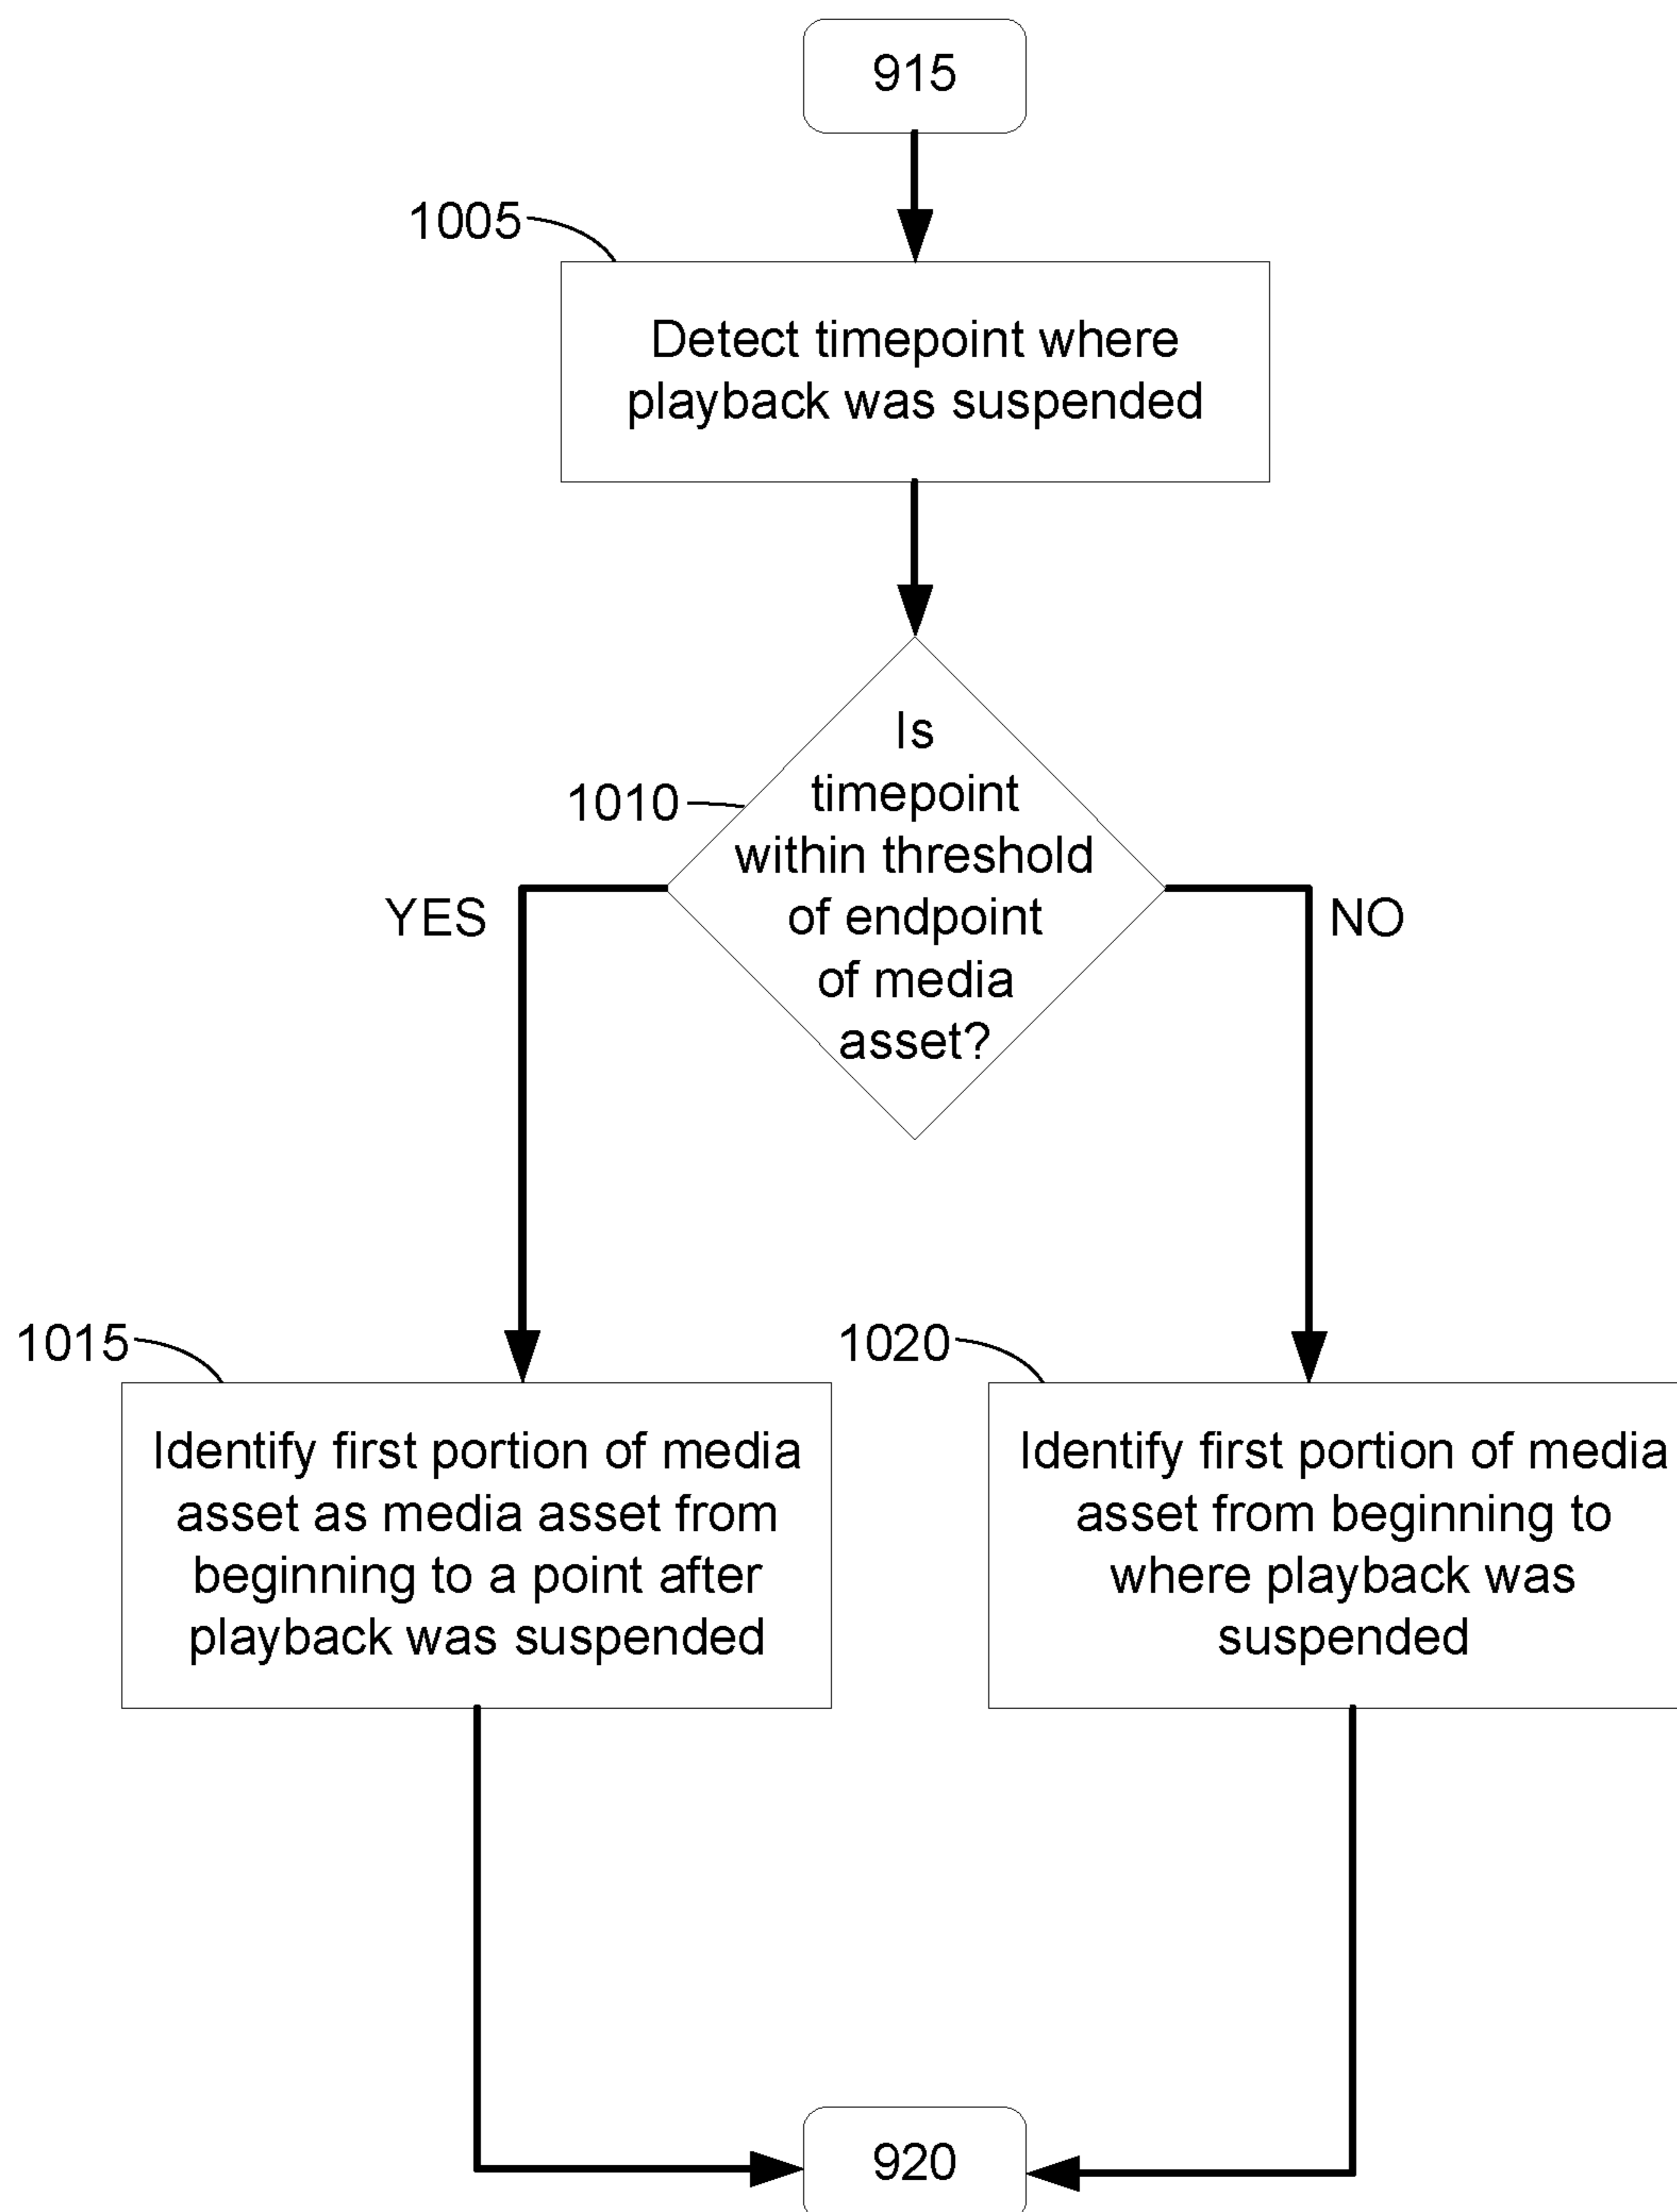 915
1005
Detect timepoint where
playback was suspended
1010
Is
timepoint
within threshold
of endpoint
of media
asset?
YES
NO
1015
Identify first portion of media
asset as media asset from
beginning to a point after
playback was suspended
1020
Identify first portion of media
asset from beginning to
where playback was
suspended
920